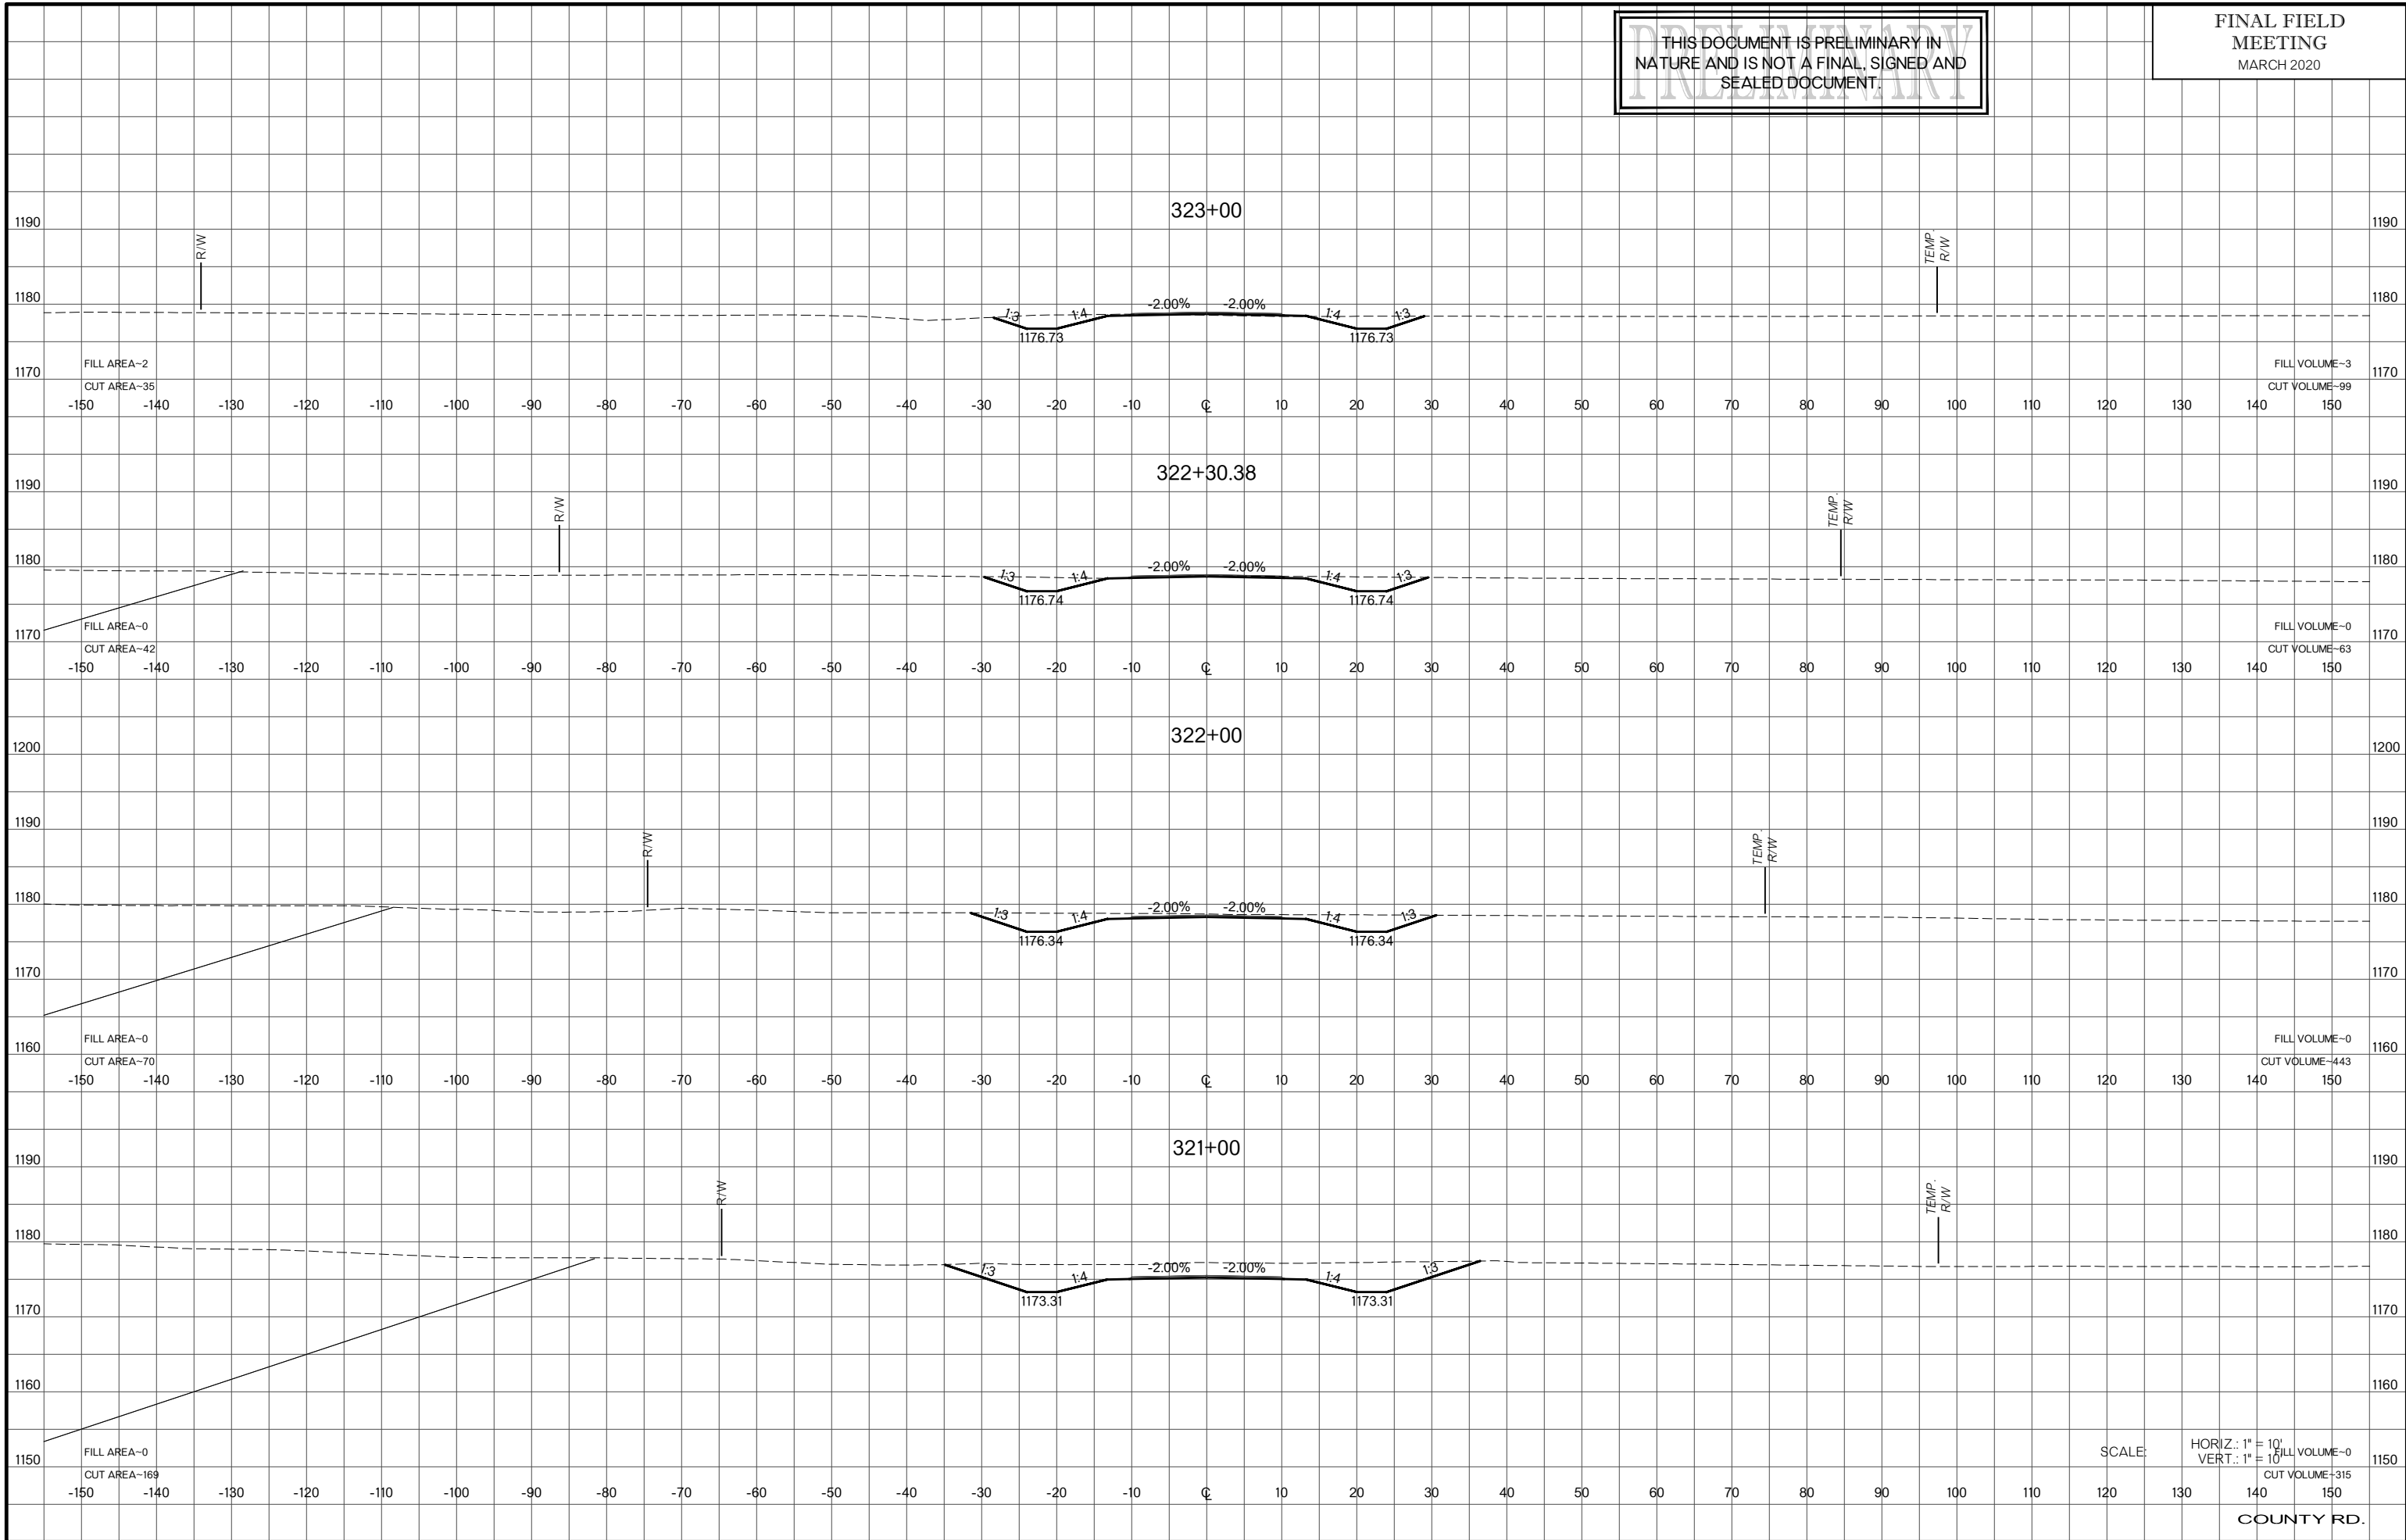 PRELIMINARY
THIS DOCUMENT IS PRELIMINARY IN
NATURE AND IS NOT A FINAL, SIGNED AND
SEALED DOCUMENT.
FINAL FIELD
MEETING
MARCH 2020
323+00
1190 1190
R/W
TEMP.
R/W
1180 1180
1:3 1:4 -2.00% -2.00% 1:4 1:3
1176.73 1176.73
FILL AREA~2 FILL VOLUME~3
1170 1170
CUT AREA~35 CUT VOLUME~99
-150 -140 -130 -120 -110 -100 -90 -80 -70 -60 -50 -40 -30 -20 -10 ℄ 10 20 30 40 50 60 70 80 90 100 110 120 130 140 150
322+30.38
1190 1190
R/W
TEMP.
R/W
1180 1180
1:3 1:4 -2.00% -2.00% 1:4 1:3
1176.74 1176.74
FILL AREA~0 FILL VOLUME~0
1170 1170
CUT AREA~42 CUT VOLUME~63
-150 -140 -130 -120 -110 -100 -90 -80 -70 -60 -50 -40 -30 -20 -10 ℄ 10 20 30 40 50 60 70 80 90 100 110 120 130 140 150
322+00
1200 1200
1190 1190
R/W
TEMP.
R/W
1180 1180
1:3 1:4 -2.00% -2.00% 1:4 1:3
1176.34 1176.34
1170 1170
FILL AREA~0 FILL VOLUME~0
1160 1160
CUT AREA~70 CUT VOLUME~443
-150 -140 -130 -120 -110 -100 -90 -80 -70 -60 -50 -40 -30 -20 -10 ℄ 10 20 30 40 50 60 70 80 90 100 110 120 130 140 150
321+00
1190 1190
R/W
TEMP.
R/W
1180 1180
1:3 1:4 -2.00% -2.00% 1:4 1:3
1173.31 1173.31
1170 1170
1160 1160
SCALE: HORIZ.: 1" = 10'
VERT.: 1" = 10'
FILL AREA~0 FILL VOLUME~0
1150 1150
CUT AREA~169 CUT VOLUME~315
-150 -140 -130 -120 -110 -100 -90 -80 -70 -60 -50 -40 -30 -20 -10 ℄ 10 20 30 40 50 60 70 80 90 100 110 120 130 140 150
COUNTY RD.